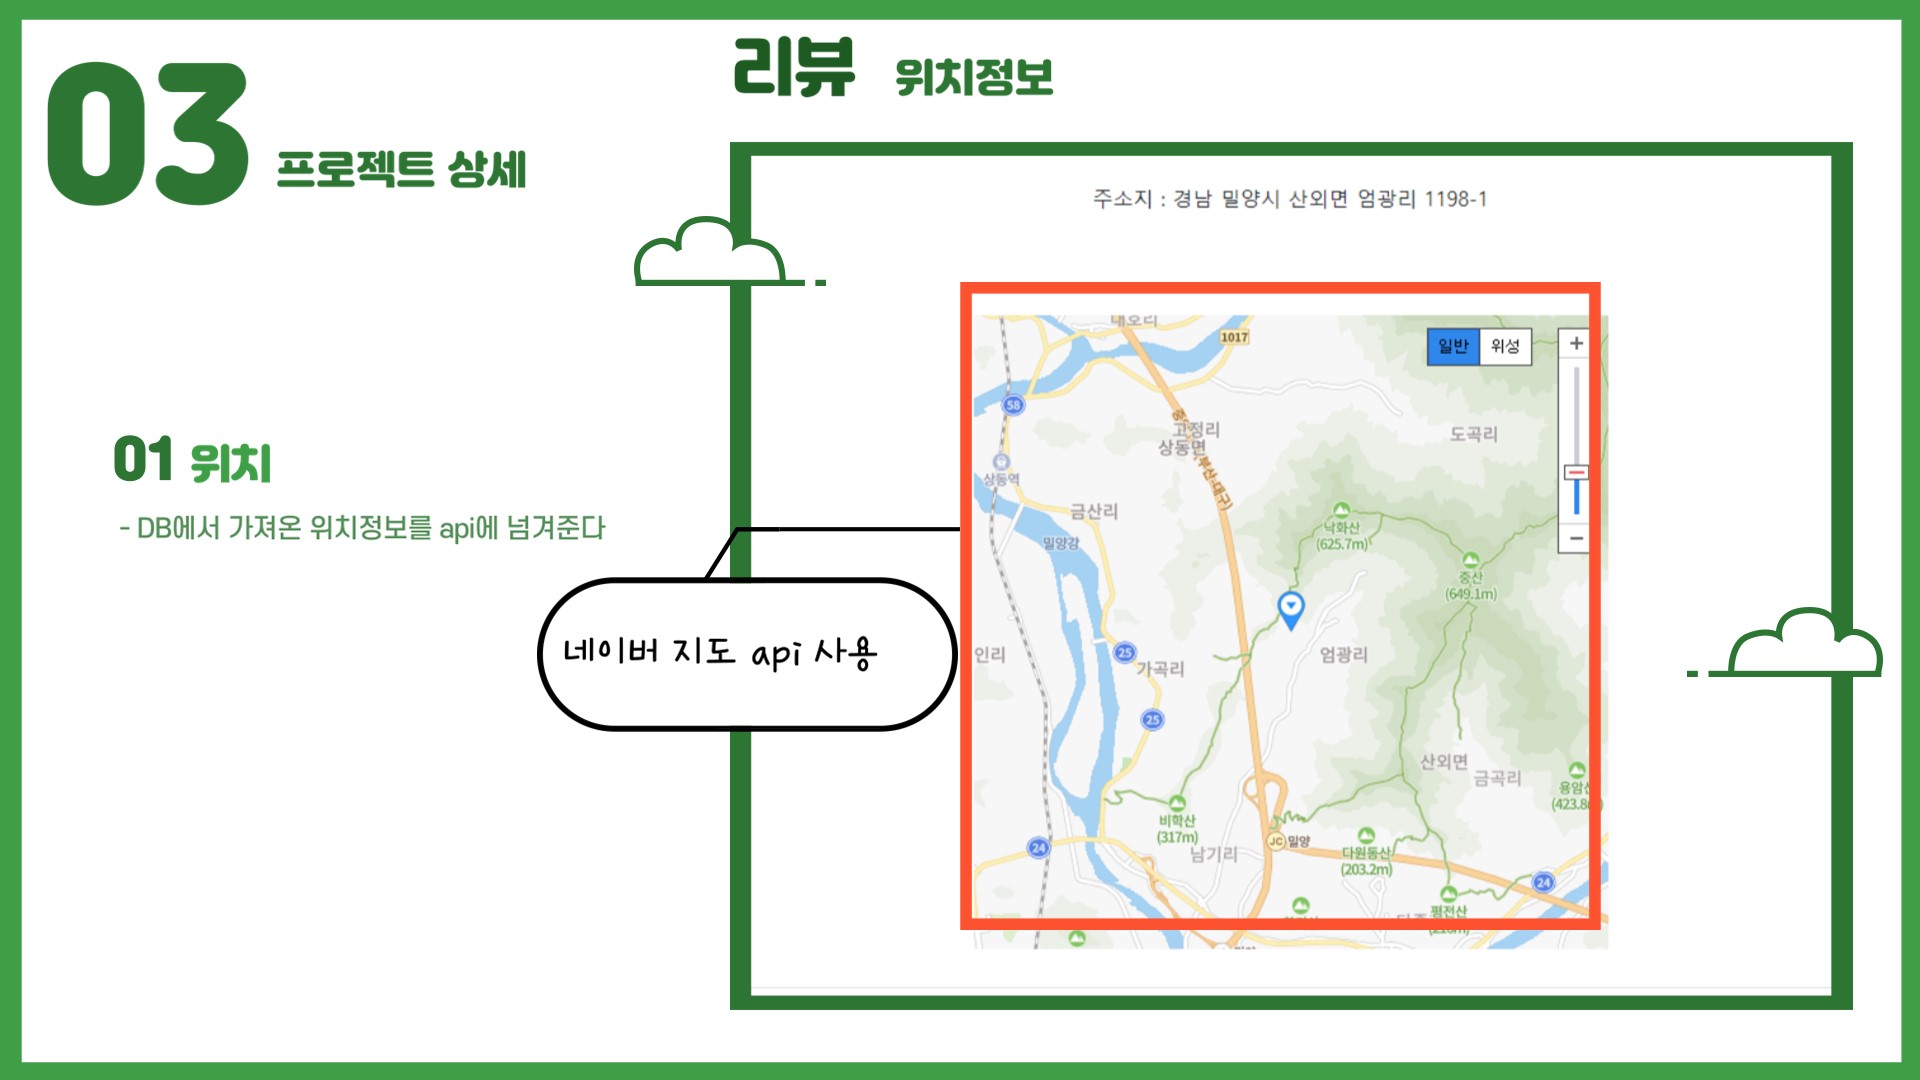 03 프로젝트 상세
리뷰 위치정보
01 위치
- DB에서 가져온 위치정보를 api에 넘겨준다
네이버 지도 api 사용
주소지 : 경남 밀양시 산외면 엄광리 1198-1
1017
일반 위성
+
58
고정리
상동면
도곡리
부산-대구)
상동역
금산리
낙화산
(625.7m)
밀양강
중산
(649.1m)
−
인리
25
가곡리
엄광리
25
산외면
금곡리
비학산
(317m)
24
남기리
JC 밀양
다원동산
(203.2m)
24
평전산